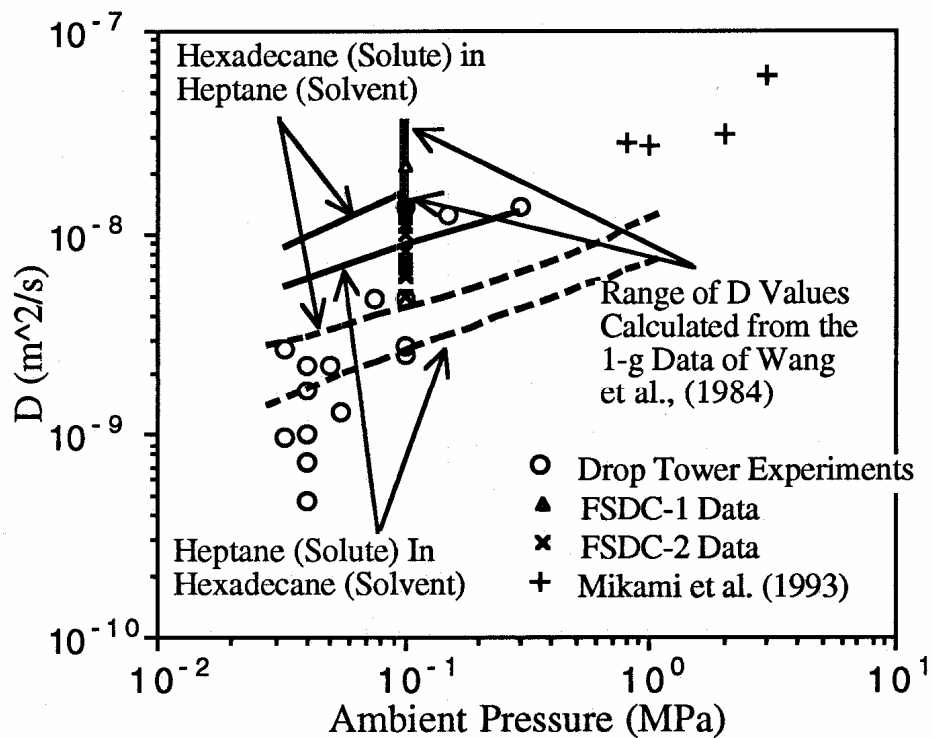 10^-7
Hexadecane (Solute) in
Heptane (Solvent)
10^-8
D (m^2/s)
Range of D Values
Calculated from the
1-g Data of Wang
et al., (1984)
10^-9
Drop Tower Experiments
FSDC-1 Data
FSDC-2 Data
Mikami et al. (1993)
Heptane (Solute) In
Hexadecane (Solvent)
10^-10
10^-2 10^-1 10^0 10^1
Ambient Pressure (MPa)